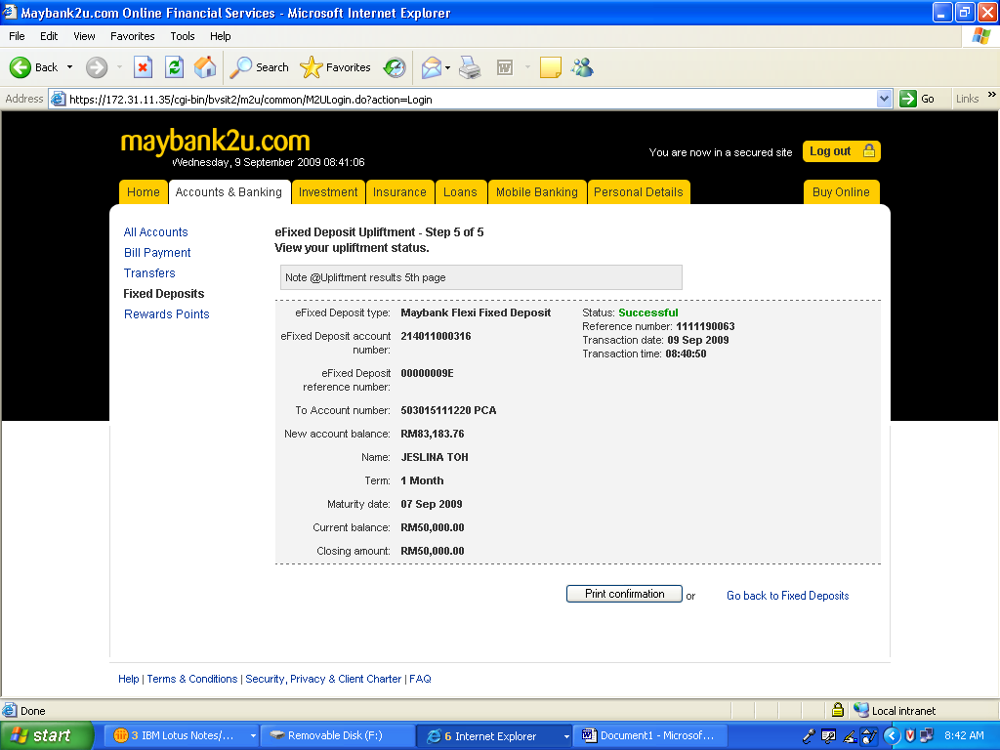 Maybank2u.com Online Financial Services - Microsoft Internet Explorer
File Edit View Favorites Tools Help
Back Search Favorites
Address https://172.31.11.35/cgi-bin/bvsit2/m2u/common/M2ULogin.do?action=Login Go Links »
maybank2u.com
Wednesday, 9 September 2009 08:41:06
You are now in a secured site Log out
Home Accounts & Banking Investment Insurance Loans Mobile Banking Personal Details Buy Online
All Accounts
Bill Payment
Transfers
Fixed Deposits
Rewards Points
eFixed Deposit Upliftment - Step 5 of 5
View your upliftment status.
Note @Upliftment results 5th page
eFixed Deposit type: Maybank Flexi Fixed Deposit
eFixed Deposit account
number: 214011000316
eFixed Deposit
reference number: 00000009E
To Account number: 503015111220 PCA
New account balance: RM83,183.76
Name: JESLINA TOH
Term: 1 Month
Maturity date: 07 Sep 2009
Current balance: RM50,000.00
Closing amount: RM50,000.00
Status: Successful
Reference number: 1111190063
Transaction date: 09 Sep 2009
Transaction time: 08:40:50
Print confirmation or Go back to Fixed Deposits
Help | Terms & Conditions | Security, Privacy & Client Charter | FAQ
Done Local intranet
start 3 IBM Lotus Notes/... Removable Disk (F:) 6 Internet Explorer Document1 - Microsof... 8:42 AM